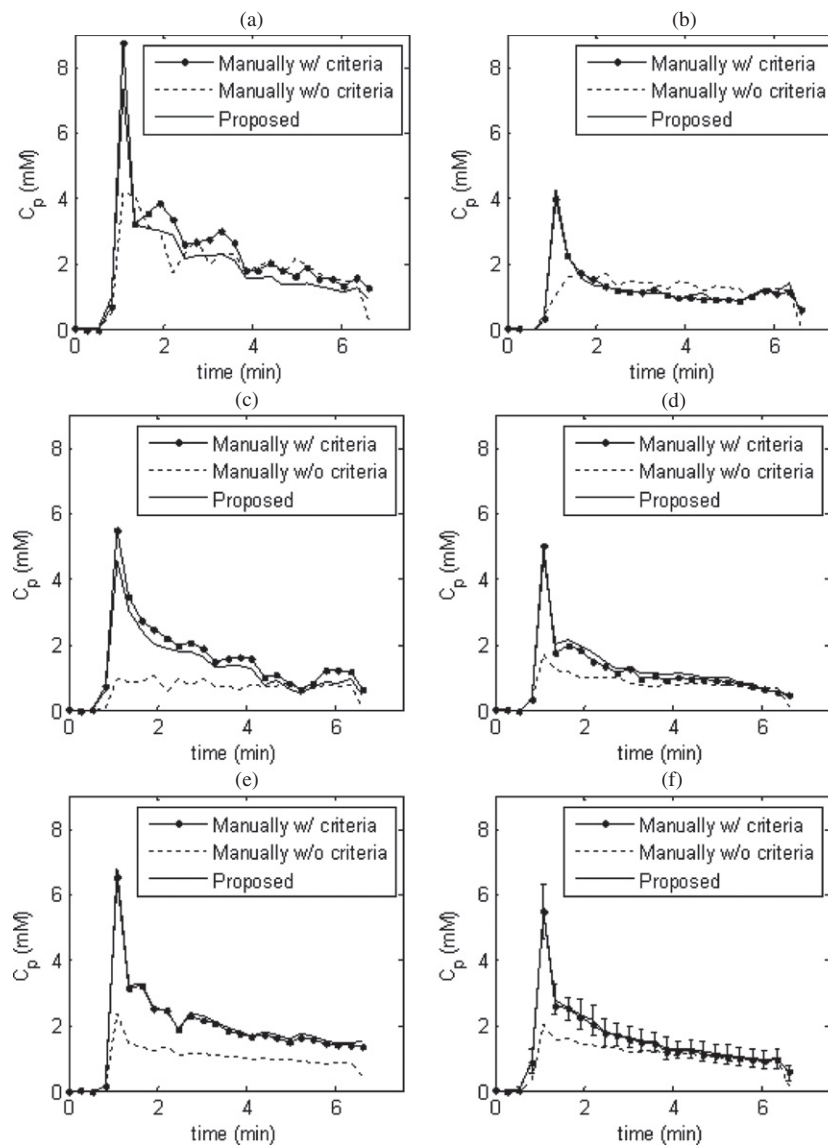 (a)
Manually w/ criteria
Manually w/o criteria
Proposed
8
6
4
2
0
C_p (mM)
0 2 4 6
time (min)
(b)
Manually w/ criteria
Manually w/o criteria
Proposed
8
6
4
2
0
C_p (mM)
0 2 4 6
time (min)
(c)
Manually w/ criteria
Manually w/o criteria
Proposed
8
6
4
2
0
C_p (mM)
0 2 4 6
time (min)
(d)
Manually w/ criteria
Manually w/o criteria
Proposed
8
6
4
2
0
C_p (mM)
0 2 4 6
time (min)
(e)
Manually w/ criteria
Manually w/o criteria
Proposed
8
6
4
2
0
C_p (mM)
0 2 4 6
time (min)
(f)
Manually w/ criteria
Manually w/o criteria
Proposed
8
6
4
2
0
C_p (mM)
0 2 4 6
time (min)